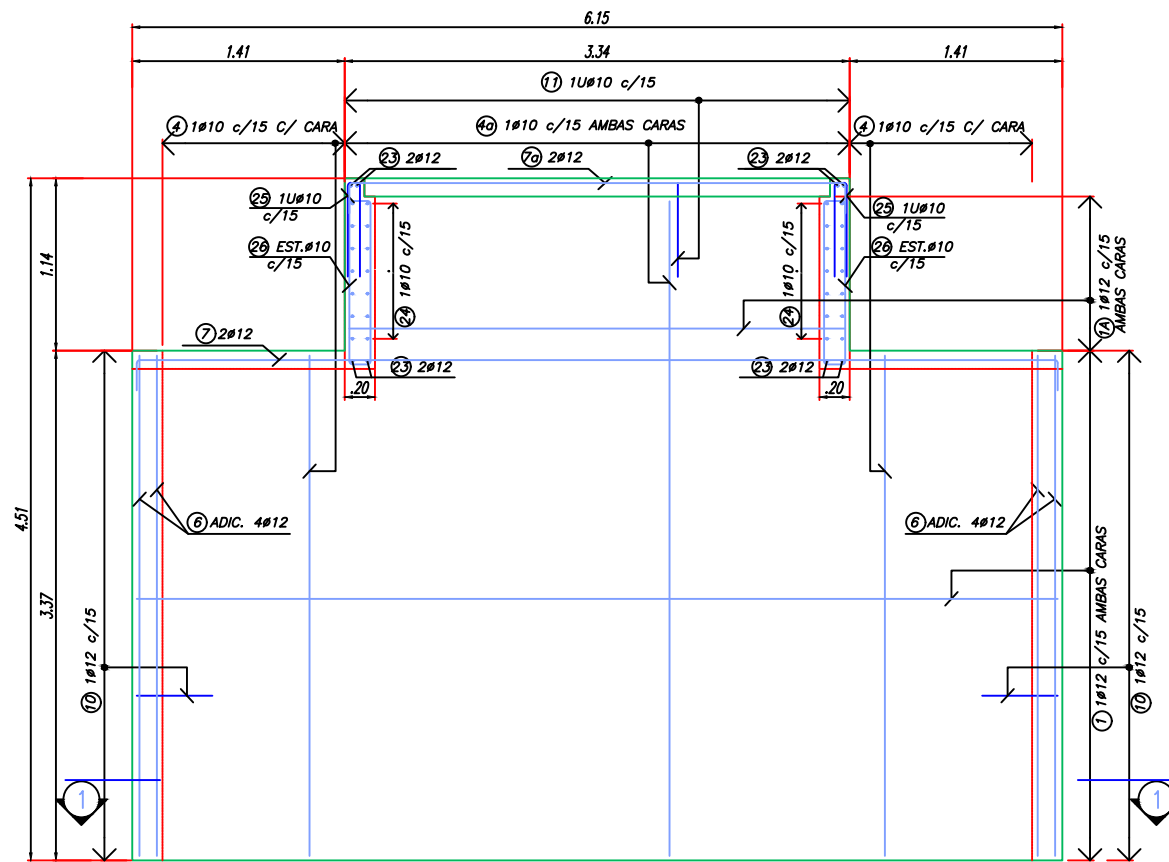 6.15
1.41
3.34
1.41
11 1UØ10 c/15
4 1Ø10 c/15 C/ CARA
4a 1Ø10 c/15 AMBAS CARAS
4 1Ø10 c/15 C/ CARA
23 2Ø12
7a 2Ø12
23 2Ø12
25 1UØ10
c/15
25 1UØ10
c/15
26 EST.Ø10
c/15
26 EST.Ø10
c/15
24 1Ø10 c/15
24 1Ø10 c/15
1A 1Ø12 c/15
AMBAS CARAS
1.14
7 2Ø12
23 2Ø12
23 2Ø12
.20
.20
4.51
3.37
6 ADIC. 4Ø12
6 ADIC. 4Ø12
10 1Ø12 c/15
1 1Ø12 c/15 AMBAS CARAS
10 1Ø12 c/15
1
1